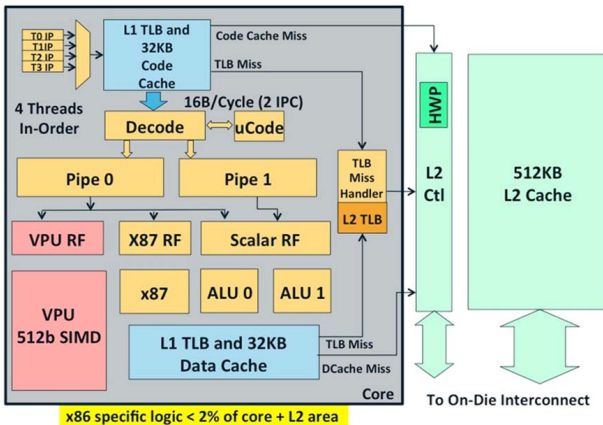 T0 IP
T1IP
T2 IP
T3 IP
L1 TLB and
32KB
Code
Cache
Code Cache Miss
TLB Miss
4 Threads
In-Order
16B/Cycle (2 IPC)
Decode
uCode
Pipe 0
Pipe 1
TLB
Miss
Handler
L2 TLB
HWP
L2
Ctl
512KB
L2 Cache
VPU RF
X87 RF
Scalar RF
VPU
512b SIMD
x87
ALU 0
ALU 1
L1 TLB and 32KB
Data Cache
TLB Miss
DCache Miss
Core
To On-Die Interconnect
x86 specific logic < 2% of core + L2 area